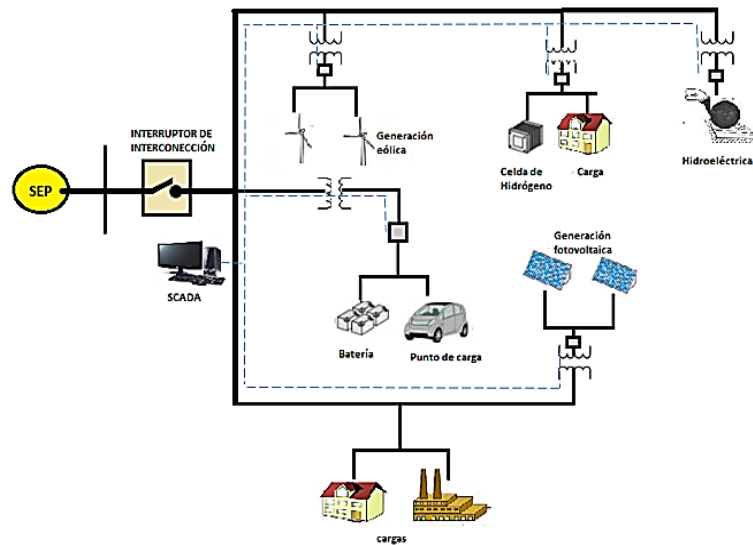 Generación
eólica
Celda de
Hidrógeno
Carga
Hidroeléctrica
INTERRUPTOR DE
INTERCONECCIÓN
SEP
SCADA
Generación
fotovoltaica
Batería
Punto de carga
cargas